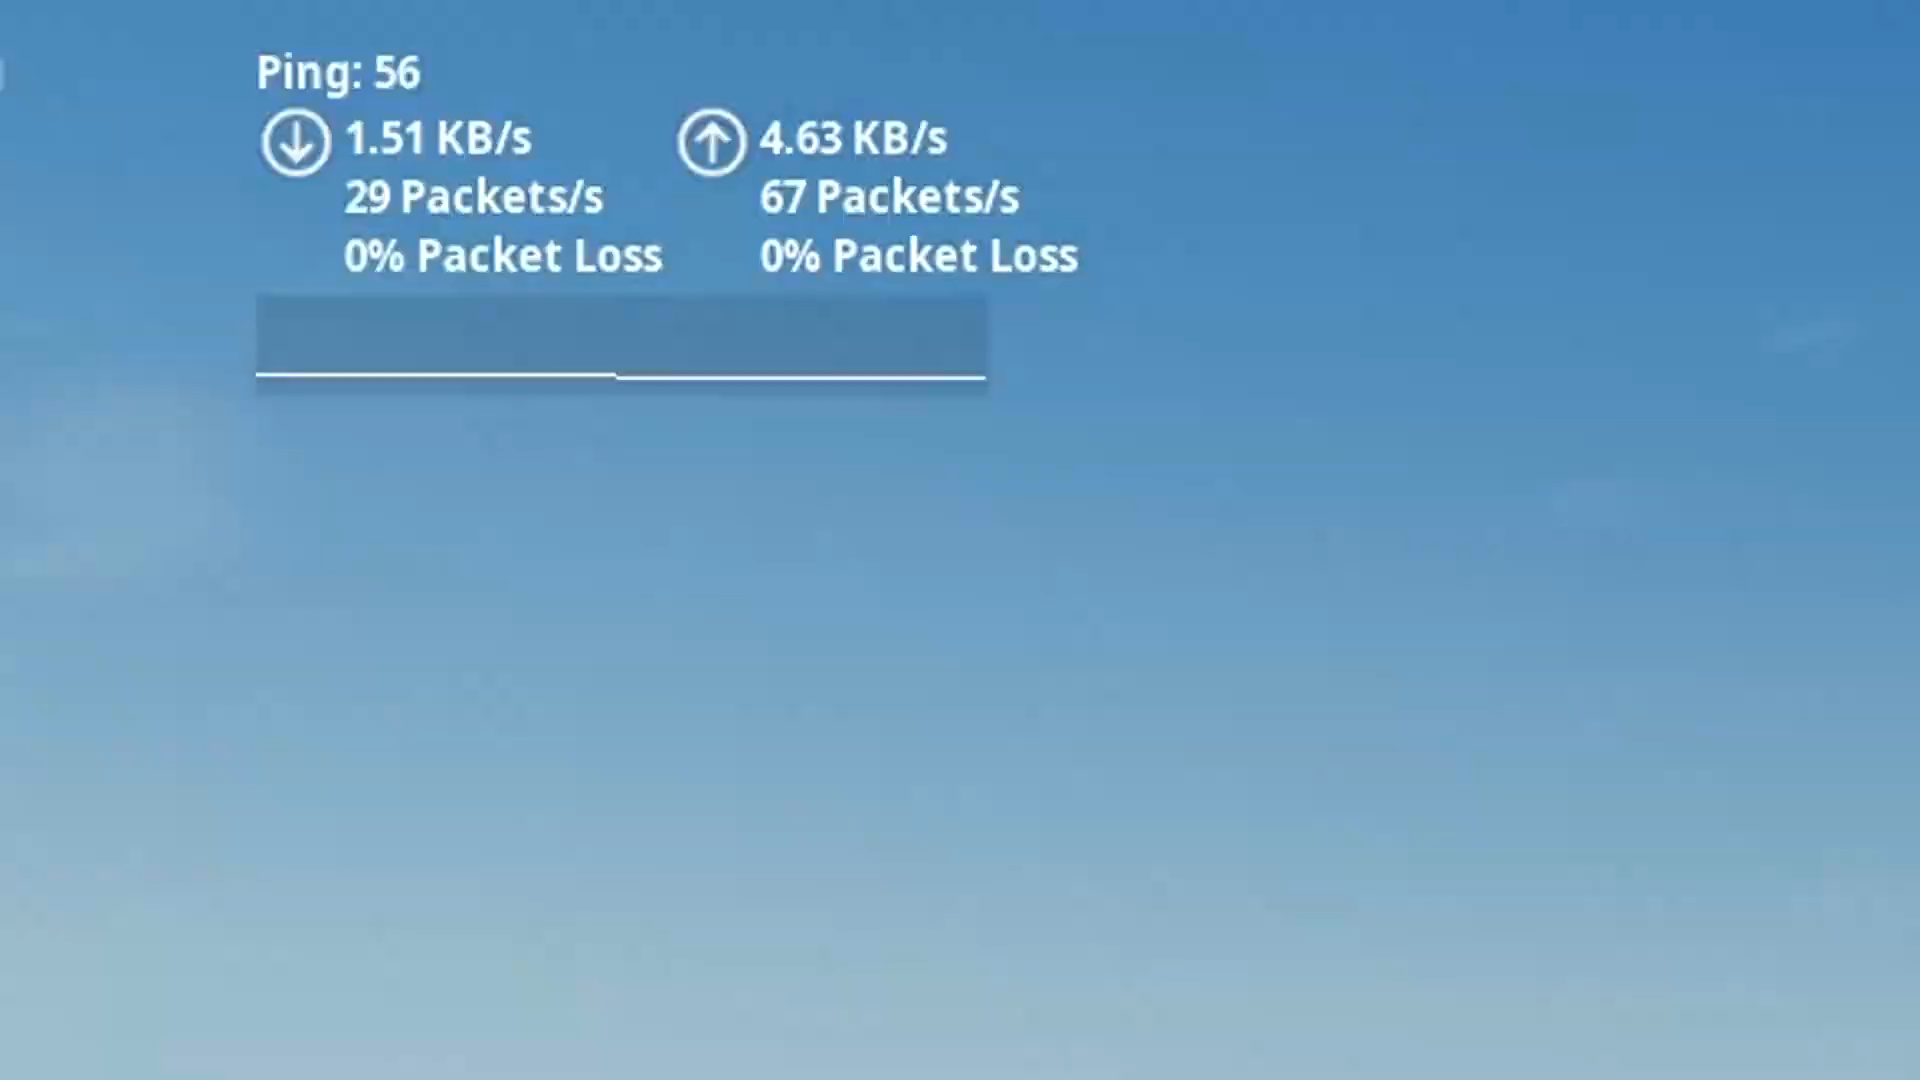 Ping: 56
1.51 KB/s 4.63 KB/s
29 Packets/s 67 Packets/s
0% Packet Loss 0% Packet Loss